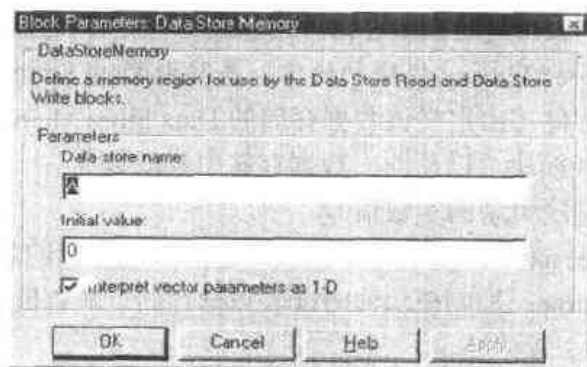 Block Parameters: Data Store Memory
DataStoreMemory
Define a memory region for use by the Data Store Read and Data Store
Write blocks.
Parameters
Data store name:
A
Initial value:
0
Interpret vector parameters as 1-D
OK Cancel Help Apply